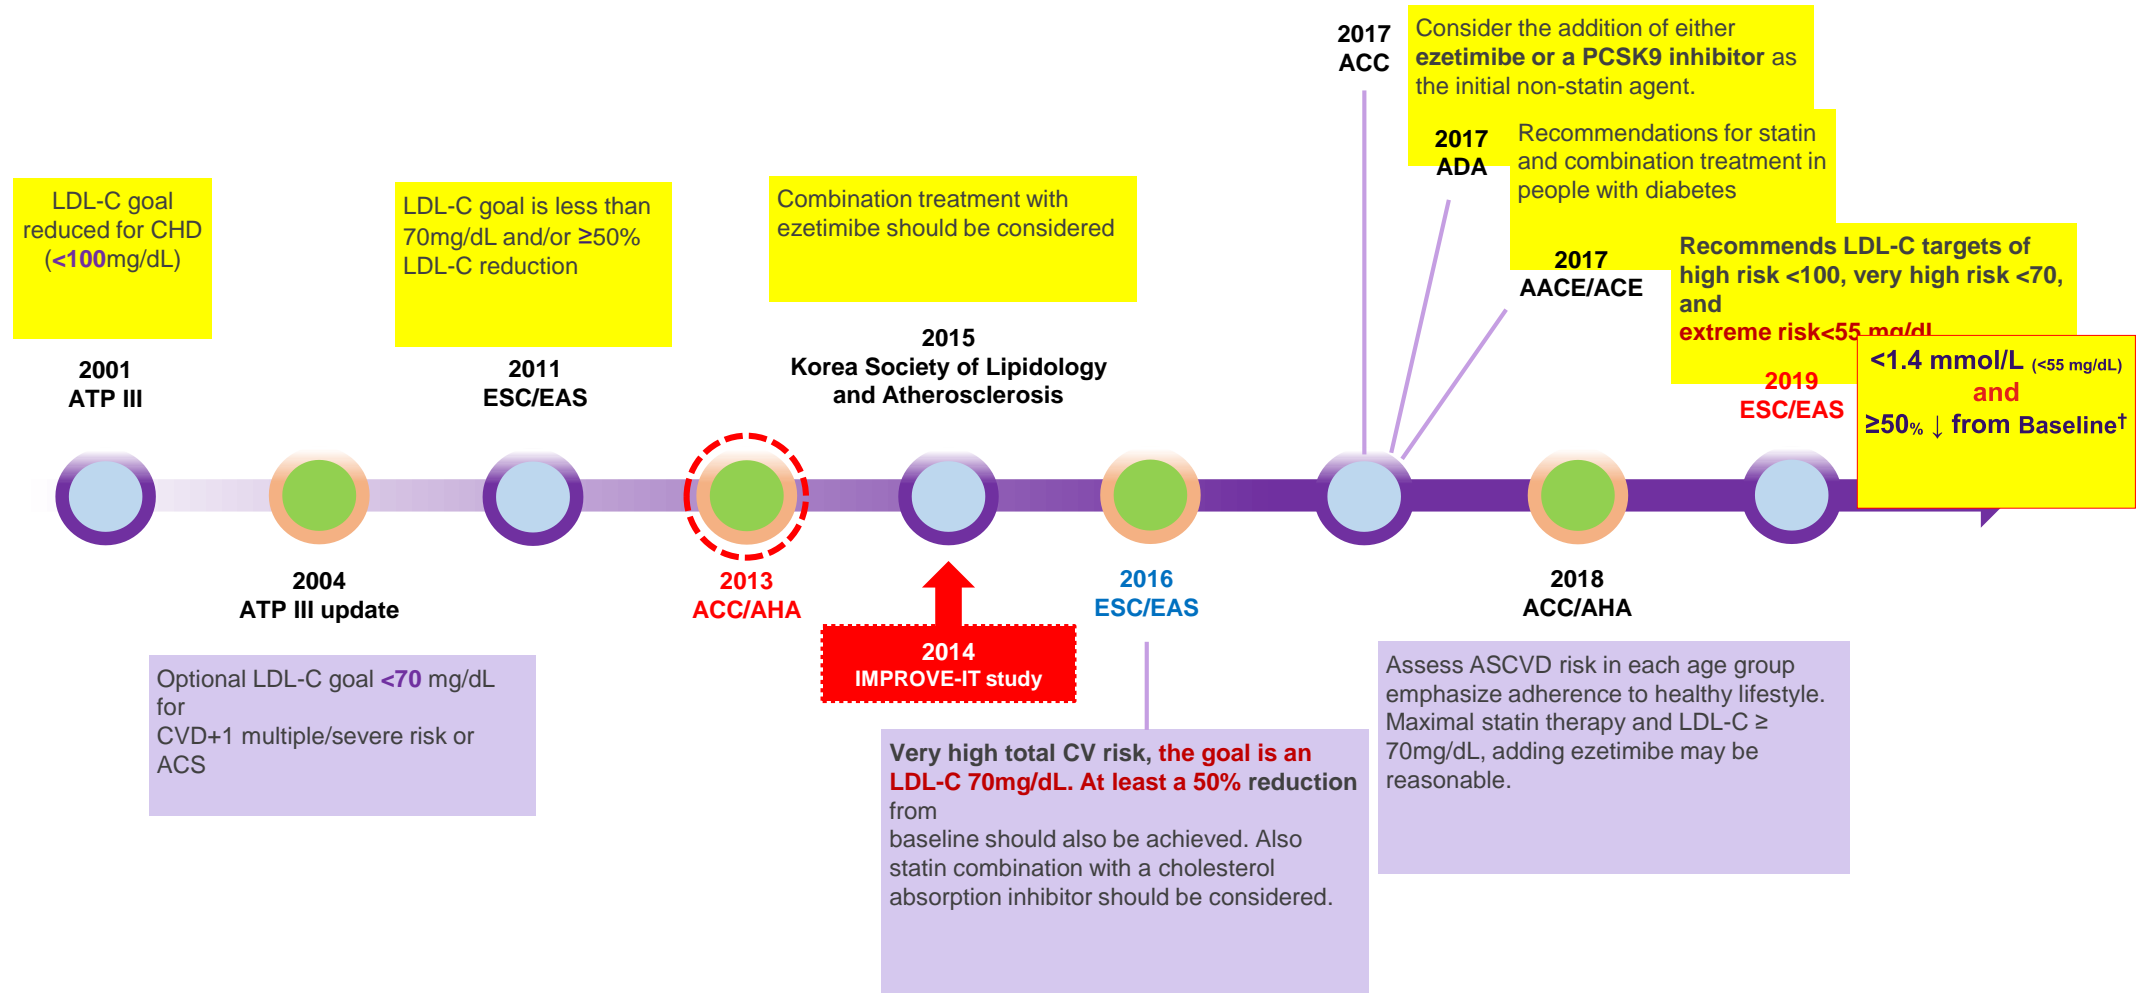 2017
ACC
Consider the addition of either
ezetimibe or a PCSK9 inhibitor as
the initial non-statin agent.
2017
ADA
Recommendations for statin
and combination treatment in
people with diabetes
LDL-C goal
reduced for CHD
(<100mg/dL)
2001
ATP III
LDL-C goal is less than
70mg/dL and/or ≥50%
LDL-C reduction
2011
ESC/EAS
Combination treatment with
ezetimibe should be considered
2015
Korea Society of Lipidology
and Atherosclerosis
2017
AACE/ACE
Recommends LDL-C targets of
high risk <100, very high risk <70,
and
extreme risk<55 mg/dl
2019
ESC/EAS
<1.4 mmol/L (<55 mg/dL)
and
≥50% ↓ from Baseline†
2004
ATP III update
Optional LDL-C goal <70 mg/dL
for
CVD+1 multiple/severe risk or
ACS
2013
ACC/AHA
2014
IMPROVE-IT study
2016
ESC/EAS
Very high total CV risk, the goal is an
LDL-C 70mg/dL. At least a 50% reduction
from
baseline should also be achieved. Also
statin combination with a cholesterol
absorption inhibitor should be considered.
2018
ACC/AHA
Assess ASCVD risk in each age group
emphasize adherence to healthy lifestyle.
Maximal statin therapy and LDL-C ≥
70mg/dL, adding ezetimibe may be
reasonable.